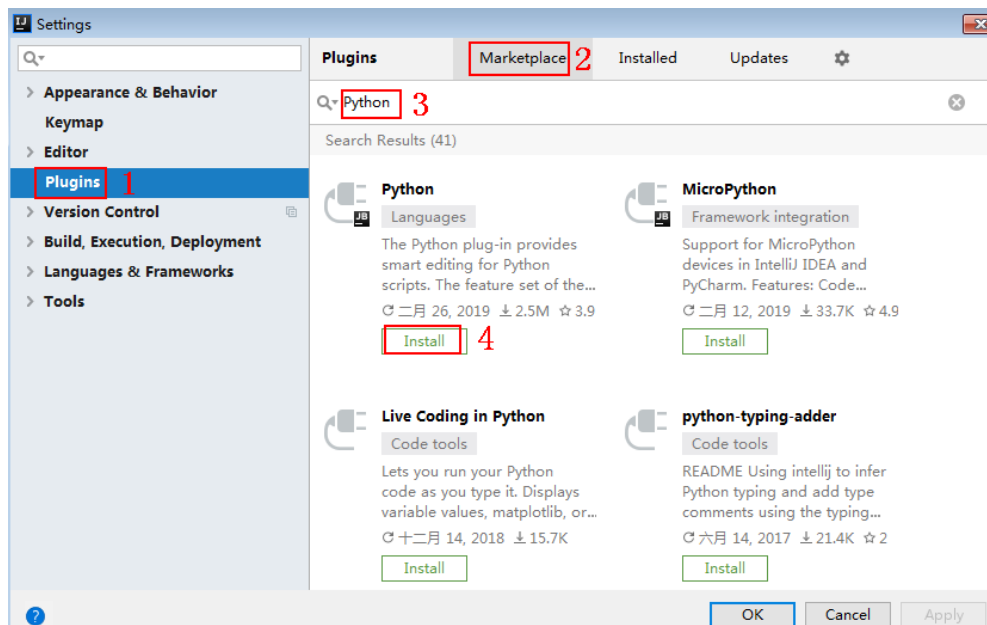 Settings
Plugins
Marketplace 2
Installed
Updates
Appearance & Behavior
Keymap
Editor
Plugins 1
Version Control
Build, Execution, Deployment
Languages & Frameworks
Tools
Python 3
Search Results (41)
Python
Languages
The Python plug-in provides
smart editing for Python
scripts. The feature set of the...
二月 26, 2019 2.5M 3.9
Install 4
MicroPython
Framework integration
Support for MicroPython
devices in IntelliJ IDEA and
PyCharm. Features: Code...
二月 12, 2019 33.7K 4.9
Install
Live Coding in Python
Code tools
Lets you run your Python
code as you type it. Displays
variable values, matplotlib, or...
十二月 14, 2018 15.7K
Install
python-typing-adder
Code tools
README Using intellij to infer
Python typing and add type
comments using the typing...
六月 14, 2017 21.4K 2
Install
?
OK
Cancel
Apply